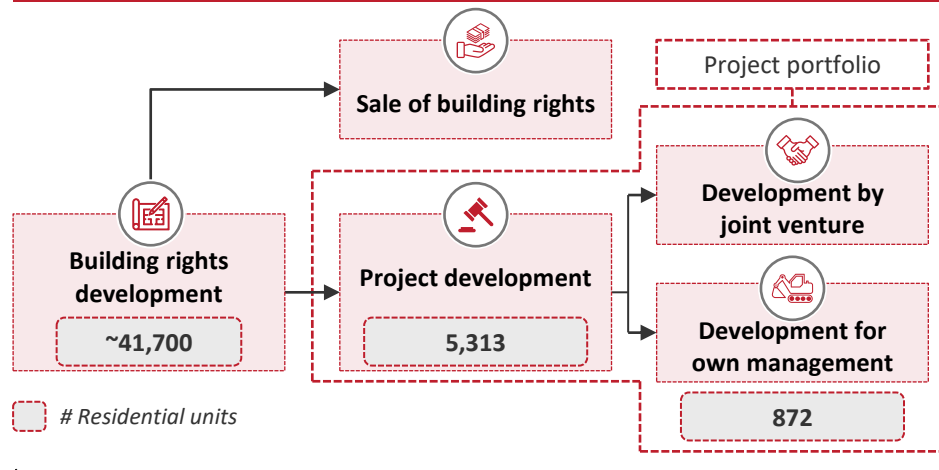 Project portfolio
Sale of building rights
Development by
joint venture
Building rights
development
~41,700
Project development
5,313
Development for
own management
872
# Residential units